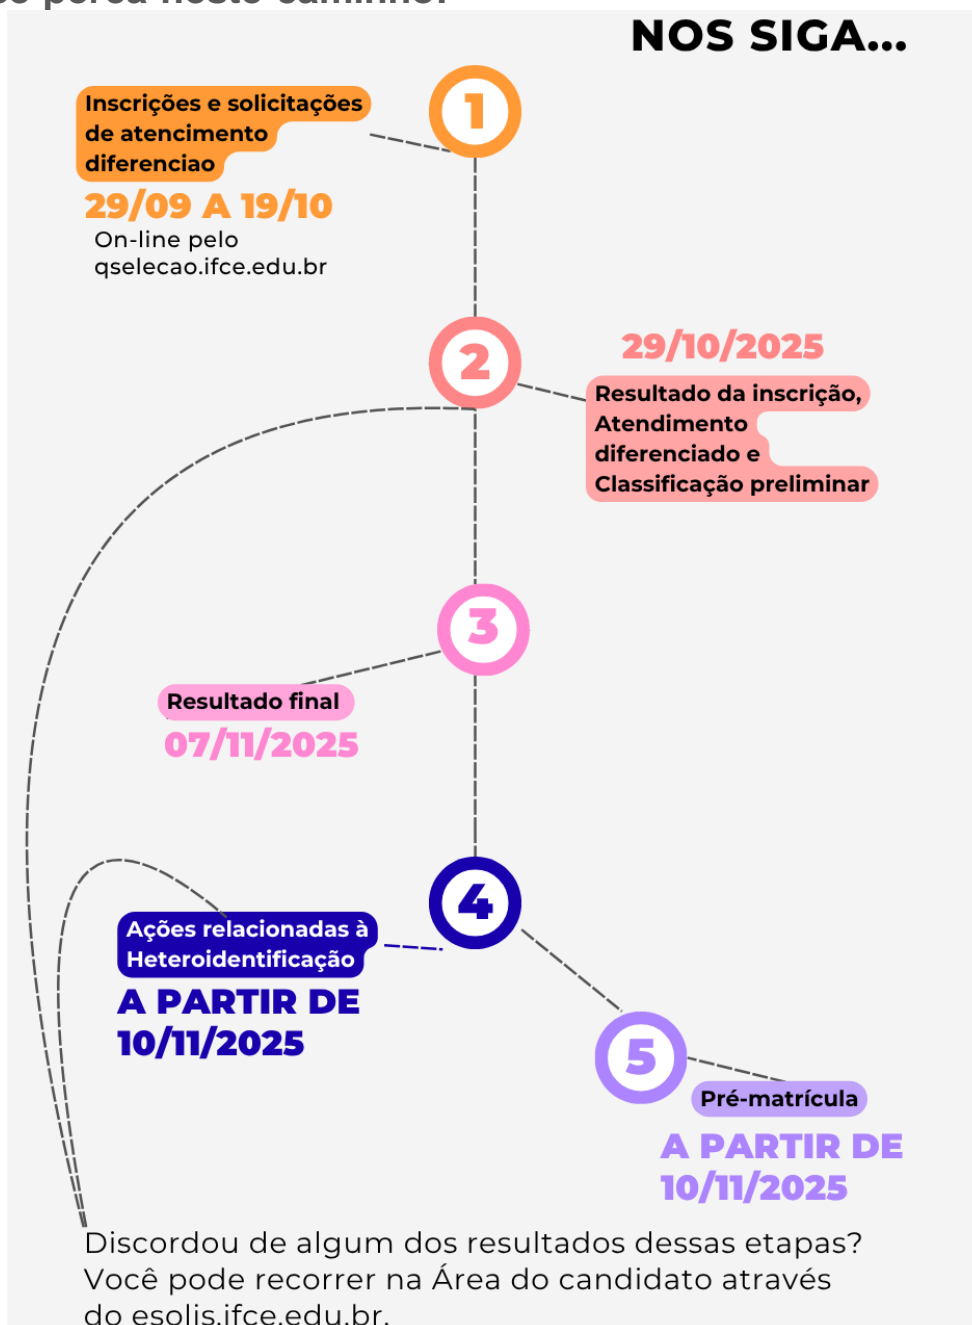 perca neste caminho!
NOS SIGA...
1
Inscrições e solicitações
de atencimento
diferenciao
29/09 A 19/10
On-line pelo
qselecao.ifce.edu.br
2
29/10/2025
Resultado da inscrição,
Atendimento
diferenciado e
Classificação preliminar
3
Resultado final
07/11/2025
4
Ações relacionadas à
Heteroidentificação
A PARTIR DE
10/11/2025
5
Pré-matrícula
A PARTIR DE
10/11/2025
Discordou de algum dos resultados dessas etapas?
Você pode recorrer na Área do candidato através
do esolis.ifce.edu.br.